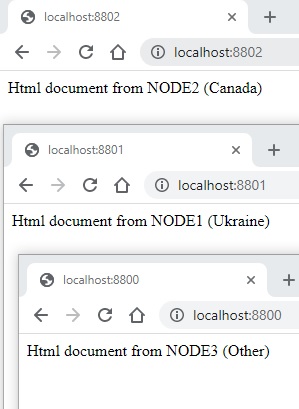 localhost:8802
localhost:8802
Html document from NODE2 (Canada)
localhost:8801
localhost:8801
Html document from NODE1 (Ukraine)
localhost:8800
localhost:8800
Html document from NODE3 (Other)